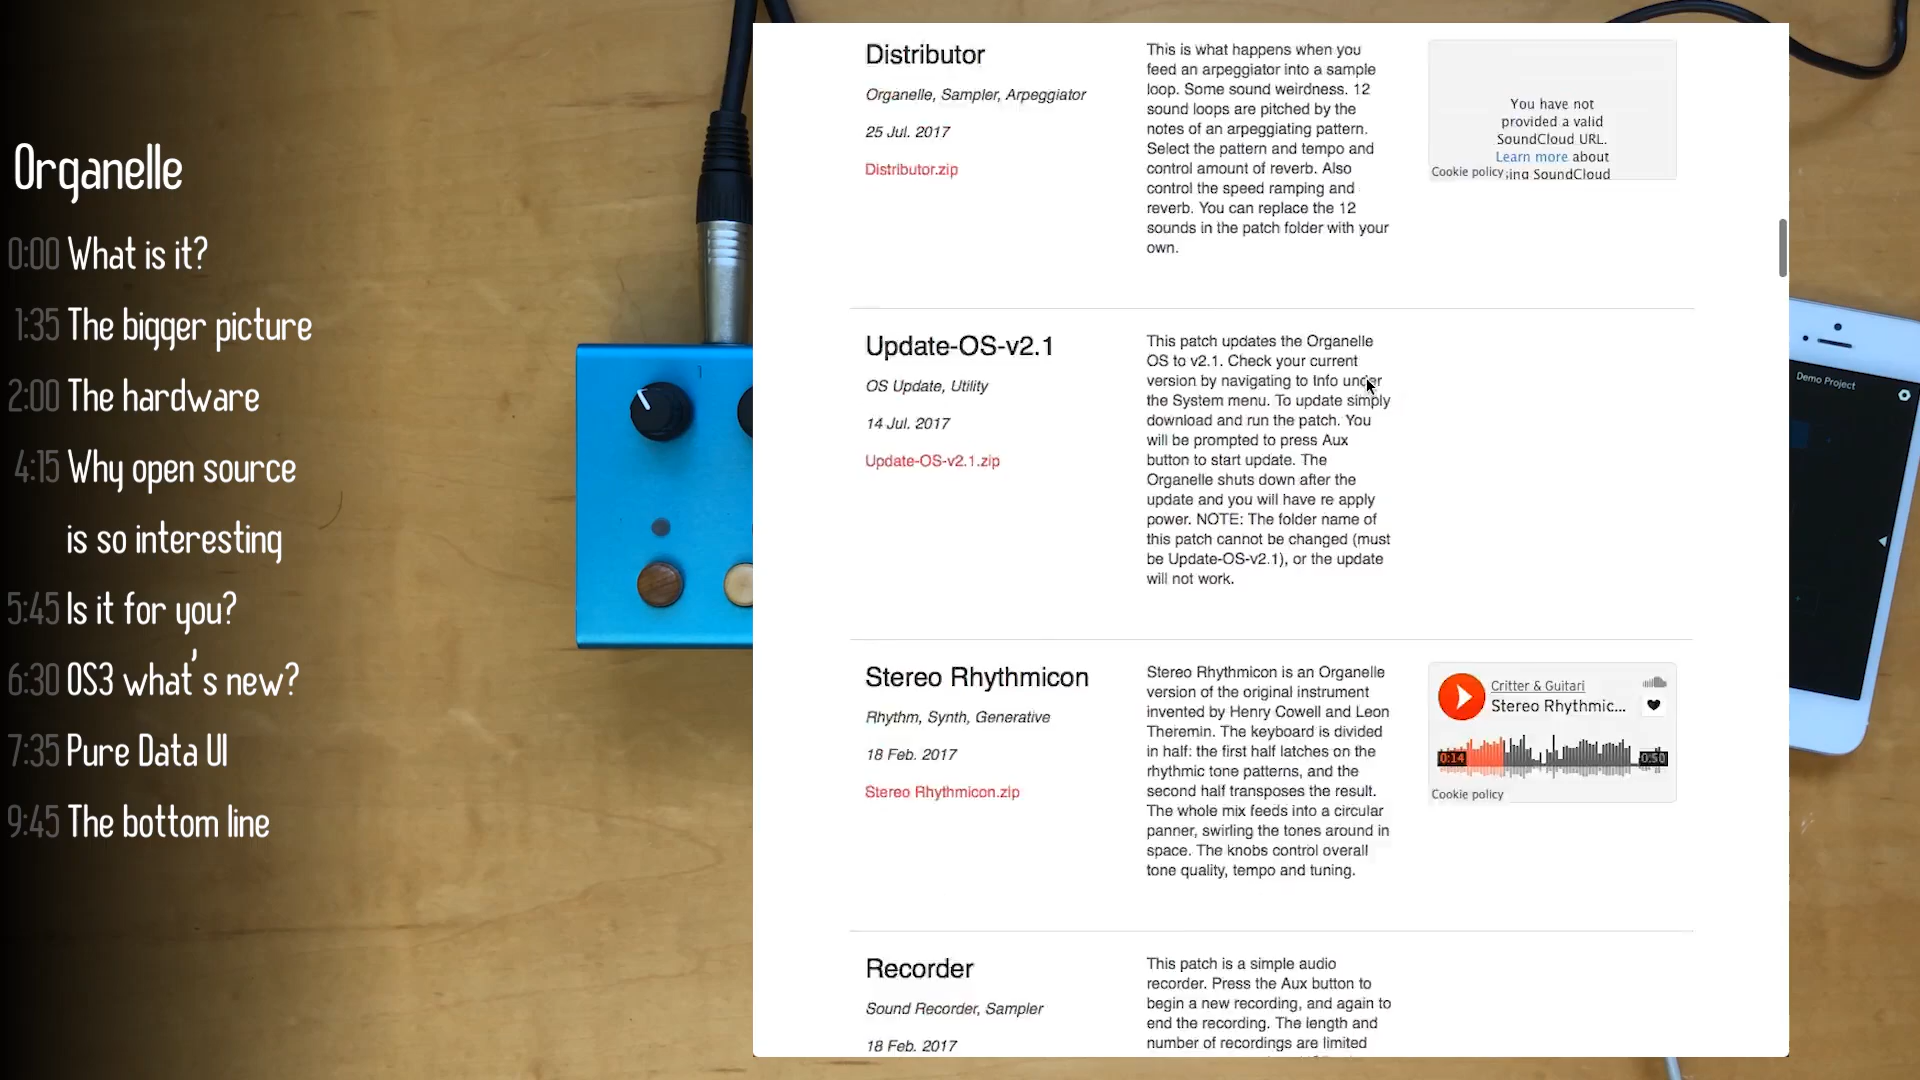 Organelle
0:00 What is it?
1:35 The bigger picture
2:00 The hardware
4:15 Why open source
is so interesting
5:45 Is it for you?
6:30 OS3 what's new?
7:35 Pure Data UI
9:45 The bottom line
Distributor
Organelle, Sampler, Arpeggiator
25 Jul. 2017
Distributor.zip
This is what happens when you
feed an arpeggiator into a sample
loop. Some sound weirdness. 12
sound loops are pitched by the
notes of an arpeggiating pattern.
Select the pattern and tempo and
control amount of reverb. Also
control the speed ramping and
reverb. You can replace the 12
sounds in the patch folder with your
own.
You have not
provided a valid
SoundCloud URL.
Learn more about
ing SoundCloud
Cookie policy
Update-OS-v2.1
OS Update, Utility
14 Jul. 2017
Update-OS-v2.1.zip
This patch updates the Organelle
OS to v2.1. Check your current
version by navigating to Info under
the System menu. To update simply
download and run the patch. You
will be prompted to press Aux
button to start update. The
Organelle shuts down after the
update and you will have re apply
power. NOTE: The folder name of
this patch cannot be changed (must
be Update-OS-v2.1), or the update
will not work.
Stereo Rhythmicon
Rhythm, Synth, Generative
18 Feb. 2017
Stereo Rhythmicon.zip
Stereo Rhythmicon is an Organelle
version of the original instrument
invented by Henry Cowell and Leon
Theremin. The keyboard is divided
in half: the first half latches on the
rhythmic tone patterns, and the
second half transposes the result.
The whole mix feeds into a circular
panner, swirling the tones around in
space. The knobs control overall
tone quality, tempo and tuning.
Critter & Guitari
Stereo Rhythmic...
0:14
0:50
Cookie policy
Recorder
Sound Recorder, Sampler
18 Feb. 2017
This patch is a simple audio
recorder. Press the Aux button to
begin a new recording, and again to
end the recording. The length and
number of recordings are limited
Demo Project